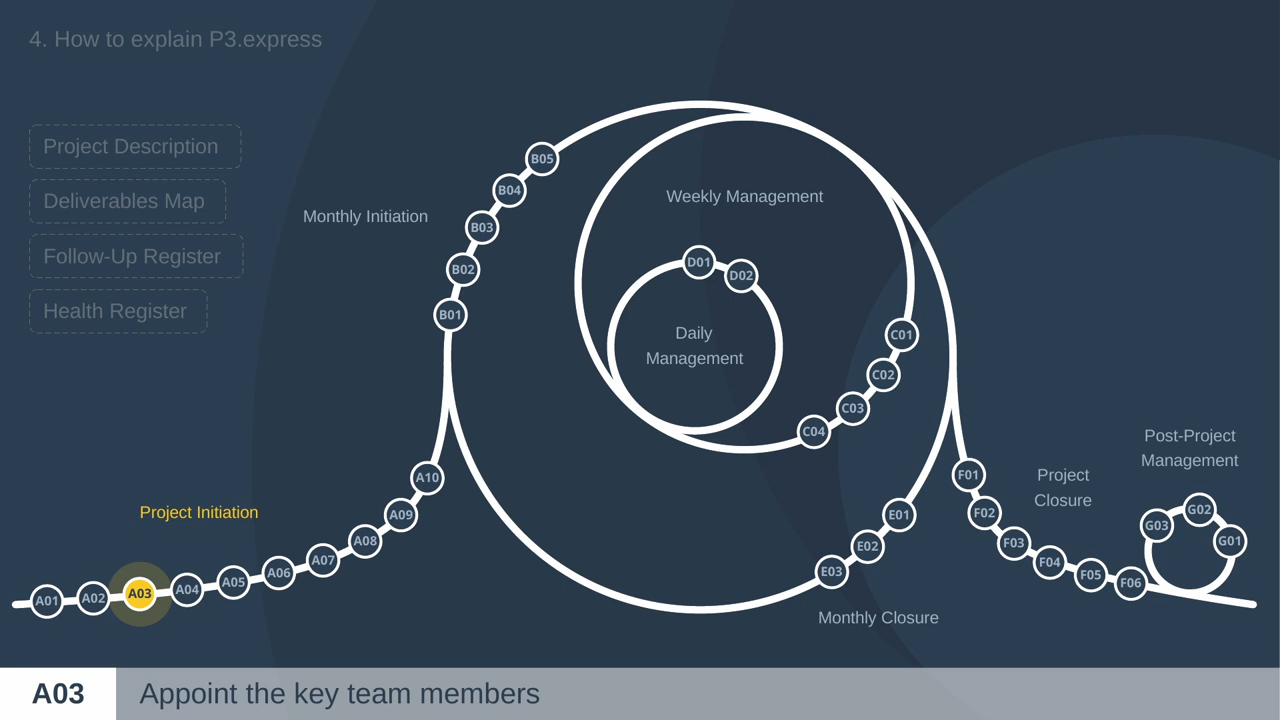 4. How to explain P3.express
Project Description
Deliverables Map
Follow-Up Register
Health Register
Monthly Initiation
B05
B04
B03
B02
B01
Weekly Management
D01
D02
Daily
Management
C01
C02
C03
C04
Project Initiation
A01
A02
A03
A04
A05
A06
A07
A08
A09
A10
E01
E02
E03
Monthly Closure
F01
F02
F03
F04
F05
F06
Project
Closure
Post-Project
Management
G03
G02
G01
A03
Appoint the key team members